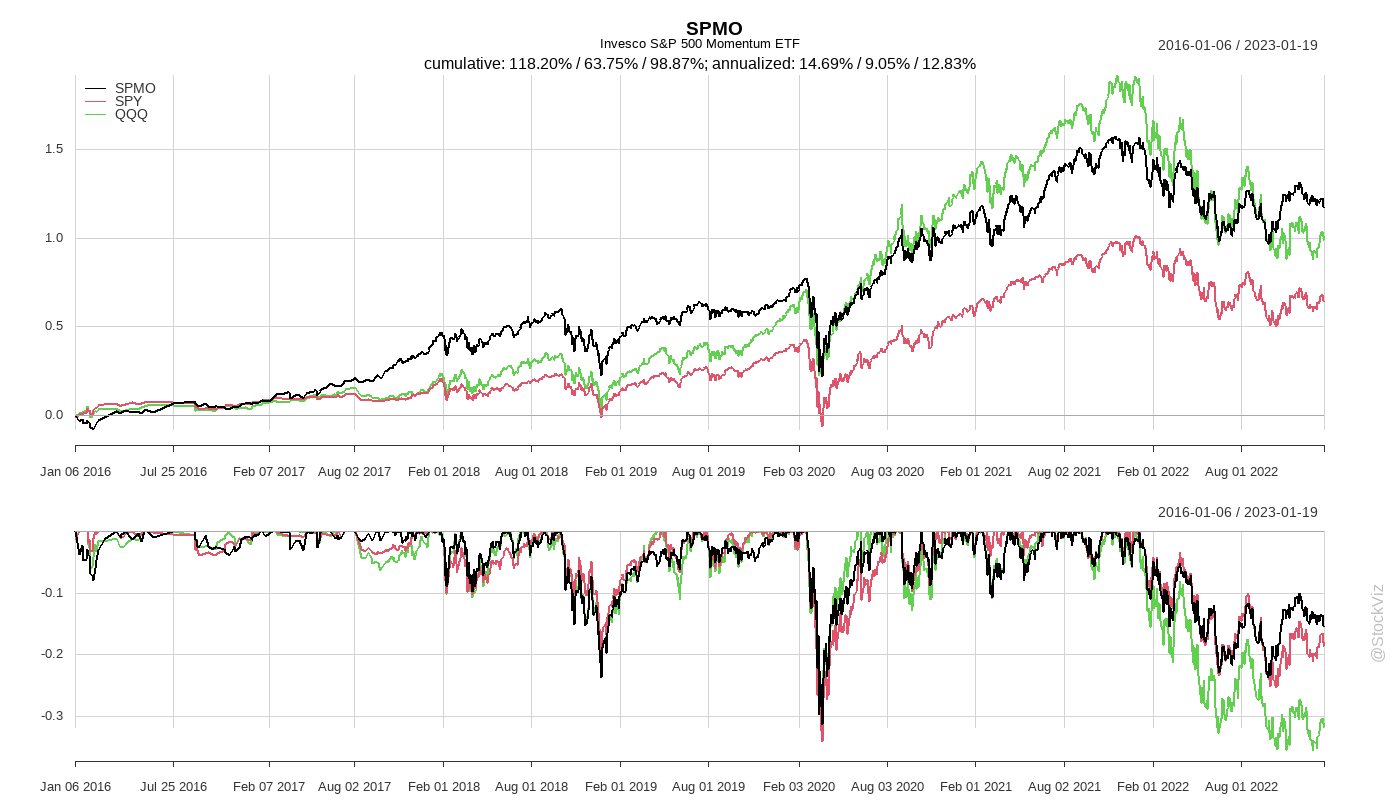 SPMO
Invesco S&P 500 Momentum ETF
2016-01-06 / 2023-01-19
cumulative: 118.20% / 63.75% / 98.87%; annualized: 14.69% / 9.05% / 12.83%
SPMO
SPY
QQQ
1.5
1.0
0.5
0.0
Jan 06 2016 Jul 25 2016 Feb 07 2017 Aug 02 2017 Feb 01 2018 Aug 01 2018 Feb 01 2019 Aug 01 2019 Feb 03 2020 Aug 03 2020 Feb 01 2021 Aug 02 2021 Feb 01 2022 Aug 01 2022
2016-01-06 / 2023-01-19
-0.1
-0.2
-0.3
Jan 06 2016 Jul 25 2016 Feb 07 2017 Aug 02 2017 Feb 01 2018 Aug 01 2018 Feb 01 2019 Aug 01 2019 Feb 03 2020 Aug 03 2020 Feb 01 2021 Aug 02 2021 Feb 01 2022 Aug 01 2022
@StockViz